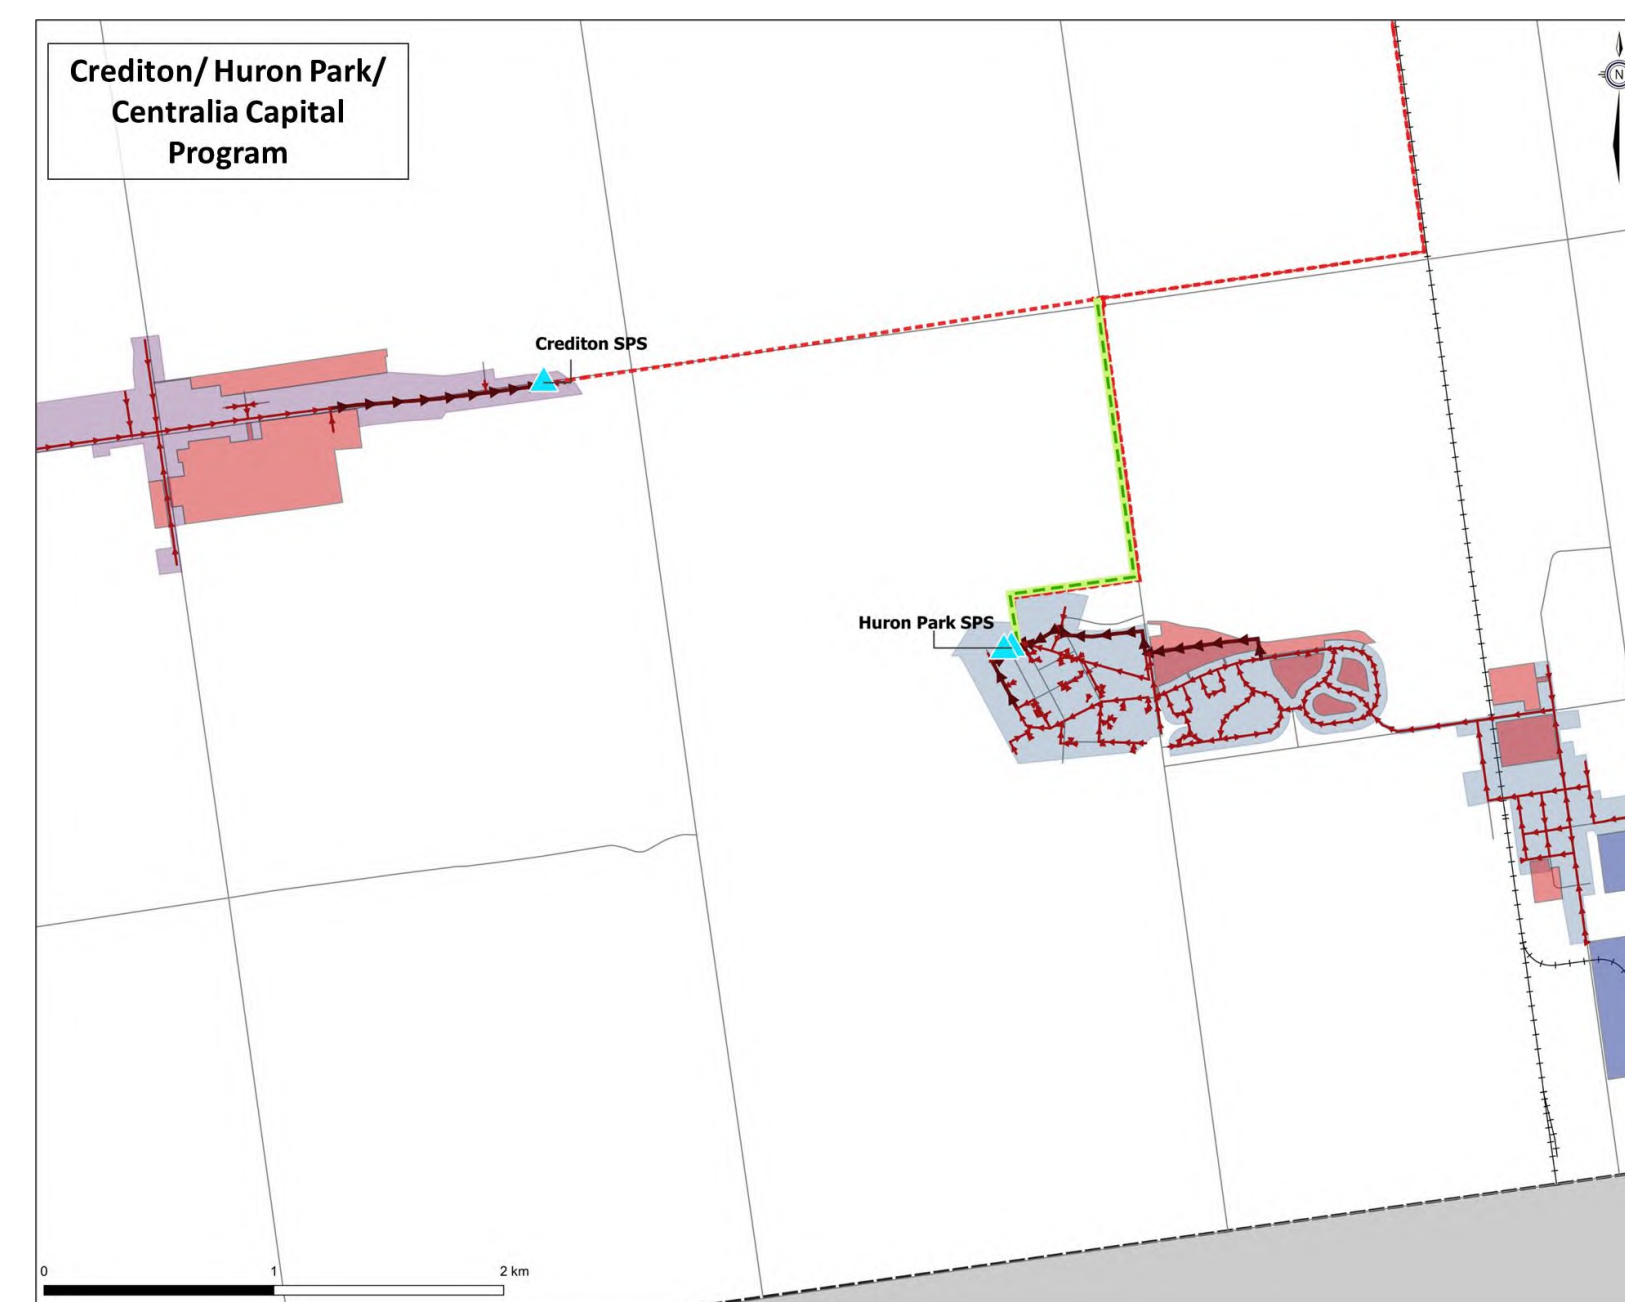 Crediton/ Huron Park/
Centralia Capital
Program
N
Crediton SPS
Huron Park SPS
0 1 2 km